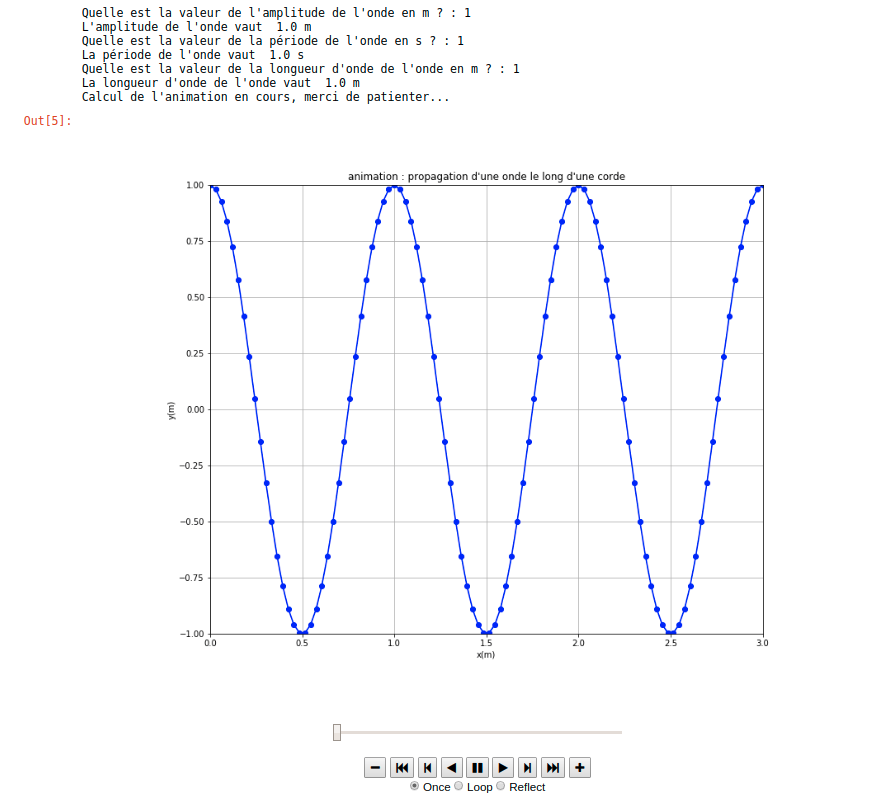 Quelle est la valeur de l'amplitude de l'onde en m ? : 1
L'amplitude de l'onde vaut  1.0 m
Quelle est la valeur de la période de l'onde en s ? : 1
La période de l'onde vaut  1.0 s
Quelle est la valeur de la longueur d'onde de l'onde en m ? : 1
La longueur d'onde de l'onde vaut  1.0 m
Calcul de l'animation en cours, merci de patienter...
Out[5]:
animation : propagation d'une onde le long d'une corde
1.00
0.75
0.50
0.25
0.00
−0.25
−0.50
−0.75
−1.00
y(m)
0.0 0.5 1.0 1.5 2.0 2.5 3.0
x(m)
Once Loop Reflect